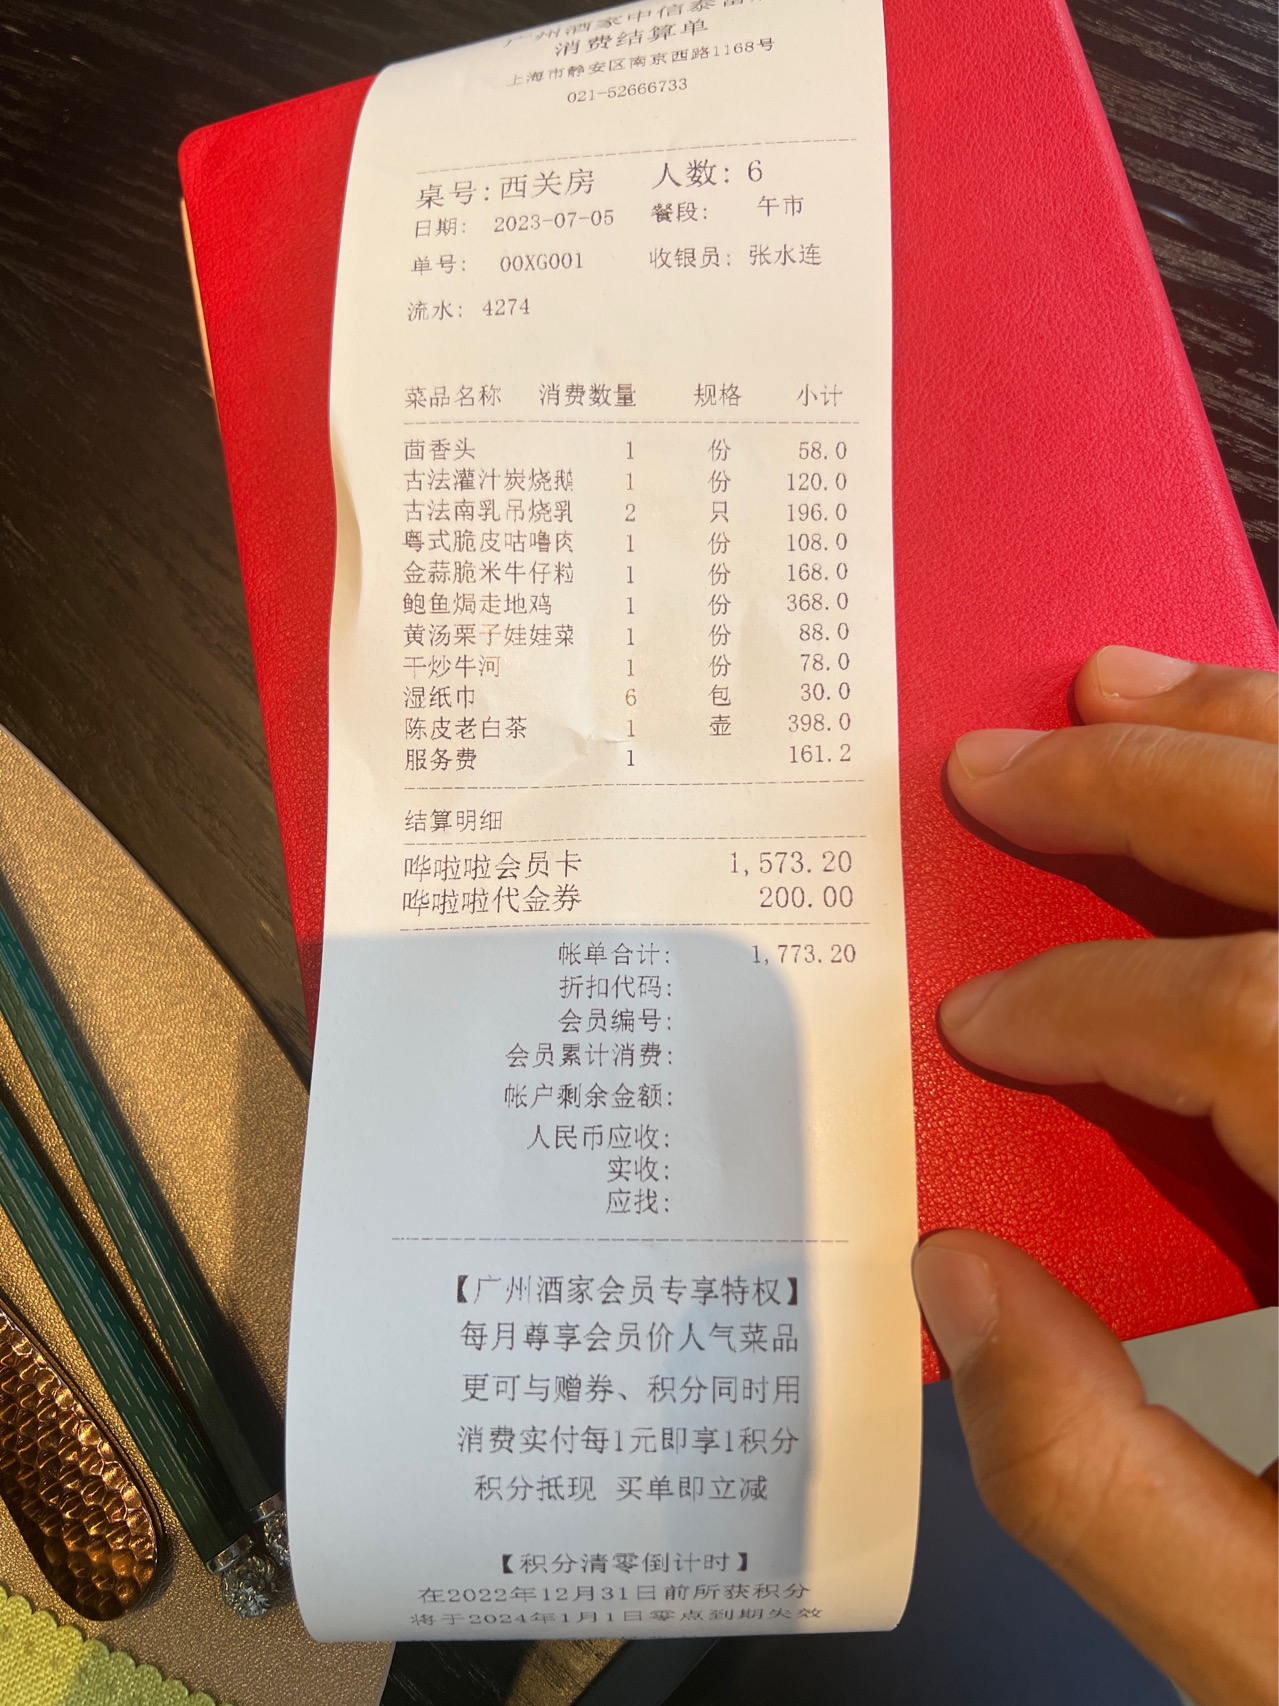 广州酒家中信泰富
消费结算单
上海市静安区南京西路1168号
021-52666733
桌号: 西关房 人数: 6
日期: 2023-07-05 餐段: 午市
单号: 00XG001 收银员: 张水连
流水: 4274
菜品名称 消费数量 规格 小计
茴香头 1 份 58.0
古法灌汁炭烧鹅 1 份 120.0
古法南乳吊烧乳 2 只 196.0
粤式脆皮咕噜肉 1 份 108.0
金蒜脆米牛仔粒 1 份 168.0
鲍鱼焗走地鸡 1 份 368.0
黄汤栗子娃娃菜 1 份 88.0
干炒牛河 1 份 78.0
湿纸巾 6 包 30.0
陈皮老白茶 1 壶 398.0
服务费 1 161.2
结算明细
哗啦啦会员卡 1,573.20
哗啦啦代金券 200.00
帐单合计: 1,773.20
折扣代码:
会员编号:
会员累计消费:
帐户剩余金额:
人民币应收:
实收:
应找:
【广州酒家会员专享特权】
每月尊享会员价人气菜品
更可与赠券、积分同时用
消费实付每1元即享1积分
积分抵现 买单即立减
【积分清零倒计时】
在2022年12月31日前所获积分
将于2024年1月1日零点到期失效